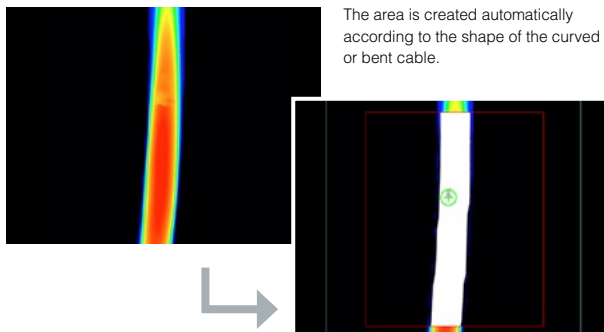 The area is created automatically
according to the shape of the curved
or bent cable.